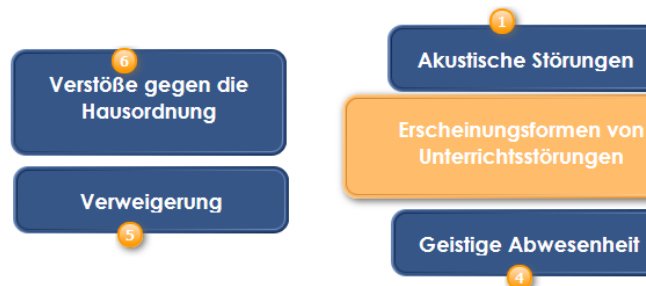 6
Verstöße gegen die
Hausordnung
Verweigerung
5
1
Akustische Störungen
Erscheinungsformen von
Unterrichtsstörungen
Geistige Abwesenheit
4